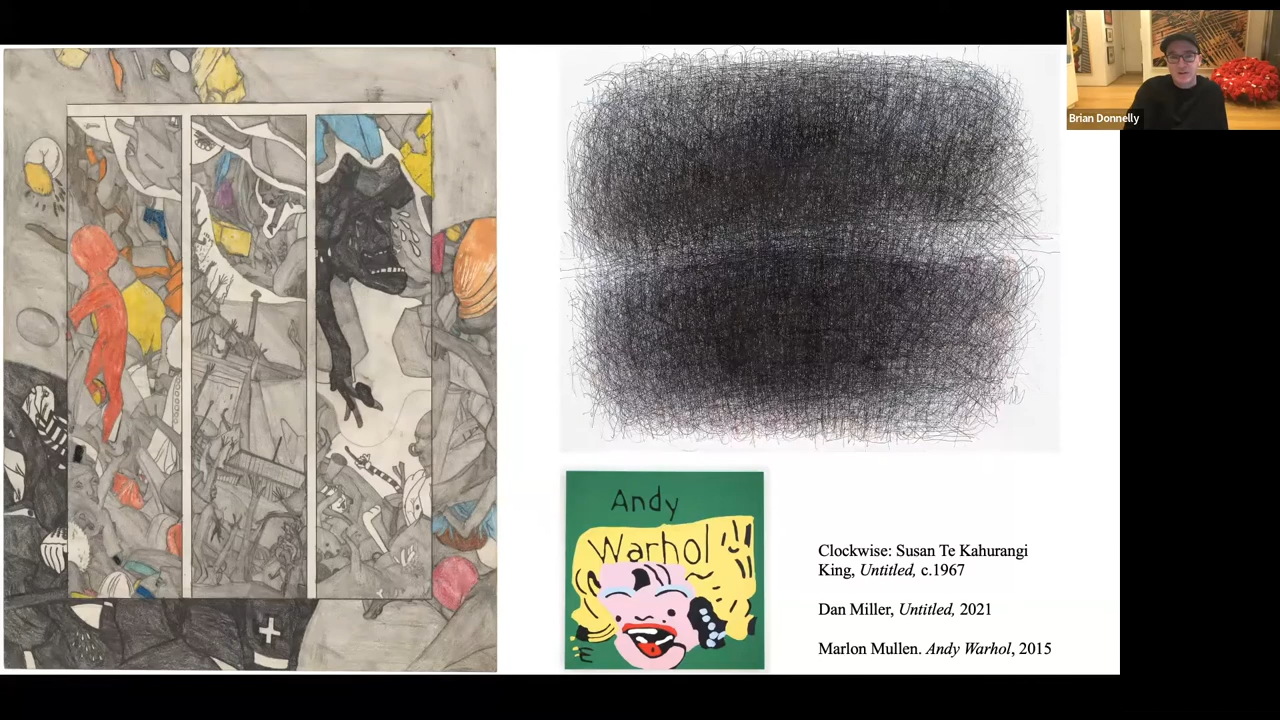 Brian Donnelly
Andy
Warhol
Clockwise: Susan Te Kahurangi
King, Untitled, c.1967
Dan Miller, Untitled, 2021
Marlon Mullen. Andy Warhol, 2015